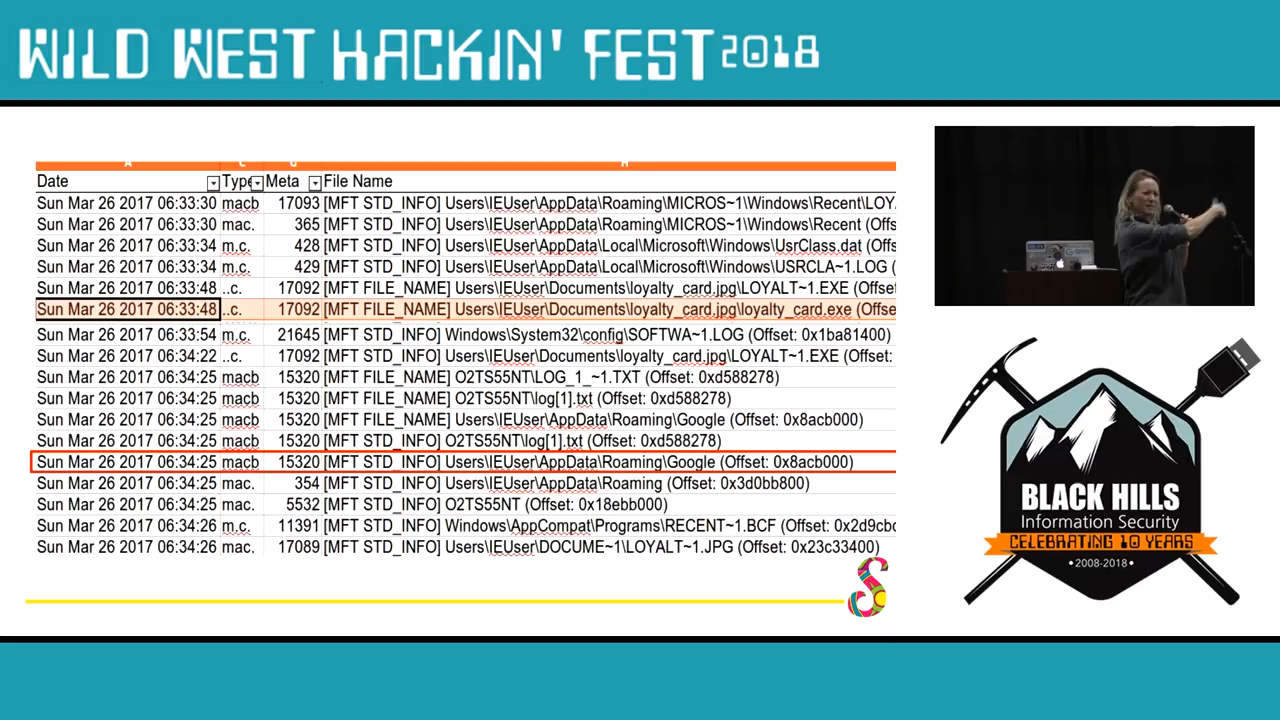 WILD WEST HACKIN' FEST 2018
Date Type Meta File Name
Sun Mar 26 2017 06:33:30 macb 17093 [MFT STD_INFO] Users\IEUser\AppData\Roaming\MICROS~1\Windows\Recent\LOY
Sun Mar 26 2017 06:33:30 mac. 365 [MFT STD_INFO] Users\IEUser\AppData\Roaming\MICROS~1\Windows\Recent (Offs
Sun Mar 26 2017 06:33:34 m.c. 428 [MFT STD_INFO] Users\IEUser\AppData\Local\Microsoft\Windows\UsrClass.dat (Offs
Sun Mar 26 2017 06:33:34 m.c. 429 [MFT STD_INFO] Users\IEUser\AppData\Local\Microsoft\Windows\USRCLA~1.LOG (
Sun Mar 26 2017 06:33:48 ..c. 17092 [MFT FILE_NAME] Users\IEUser\Documents\loyalty_card.jpg\LOYALT~1.EXE (Offset
Sun Mar 26 2017 06:33:48 ..c. 17092 [MFT FILE_NAME] Users\IEUser\Documents\loyalty_card.jpg\loyalty_card.exe (Offse
Sun Mar 26 2017 06:33:54 m.c. 21645 [MFT STD_INFO] Windows\System32\config\SOFTWA~1.LOG (Offset: 0x1ba81400)
Sun Mar 26 2017 06:34:22 ..c. 17092 [MFT FILE_NAME] Users\IEUser\Documents\loyalty_card.jpg\LOYALT~1.EXE (Offset:
Sun Mar 26 2017 06:34:25 macb 15320 [MFT FILE_NAME] O2TS55NT\LOG_1_~1.TXT (Offset: 0xd588278)
Sun Mar 26 2017 06:34:25 macb 15320 [MFT FILE_NAME] O2TS55NT\log[1].txt (Offset: 0xd588278)
Sun Mar 26 2017 06:34:25 macb 15320 [MFT FILE_NAME] Users\IEUser\AppData\Roaming\Google (Offset: 0x8acb000)
Sun Mar 26 2017 06:34:25 macb 15320 [MFT STD_INFO] O2TS55NT\log[1].txt (Offset: 0xd588278)
Sun Mar 26 2017 06:34:25 macb 15320 [MFT STD_INFO] Users\IEUser\AppData\Roaming\Google (Offset: 0x8acb000)
Sun Mar 26 2017 06:34:25 mac. 354 [MFT STD_INFO] Users\IEUser\AppData\Roaming (Offset: 0x3d0bb800)
Sun Mar 26 2017 06:34:25 mac. 5532 [MFT STD_INFO] O2TS55NT (Offset: 0x18ebb000)
Sun Mar 26 2017 06:34:26 m.c. 11391 [MFT STD_INFO] Windows\AppCompat\Programs\RECENT~1.BCF (Offset: 0x2d9cbc
Sun Mar 26 2017 06:34:26 mac. 17089 [MFT STD_INFO] Users\IEUser\DOCUME~1\LOYALT~1.JPG (Offset: 0x23c33400)
S
BLACK HILLS
Information Security
CELEBRATING 10 YEARS
•2008-2018•